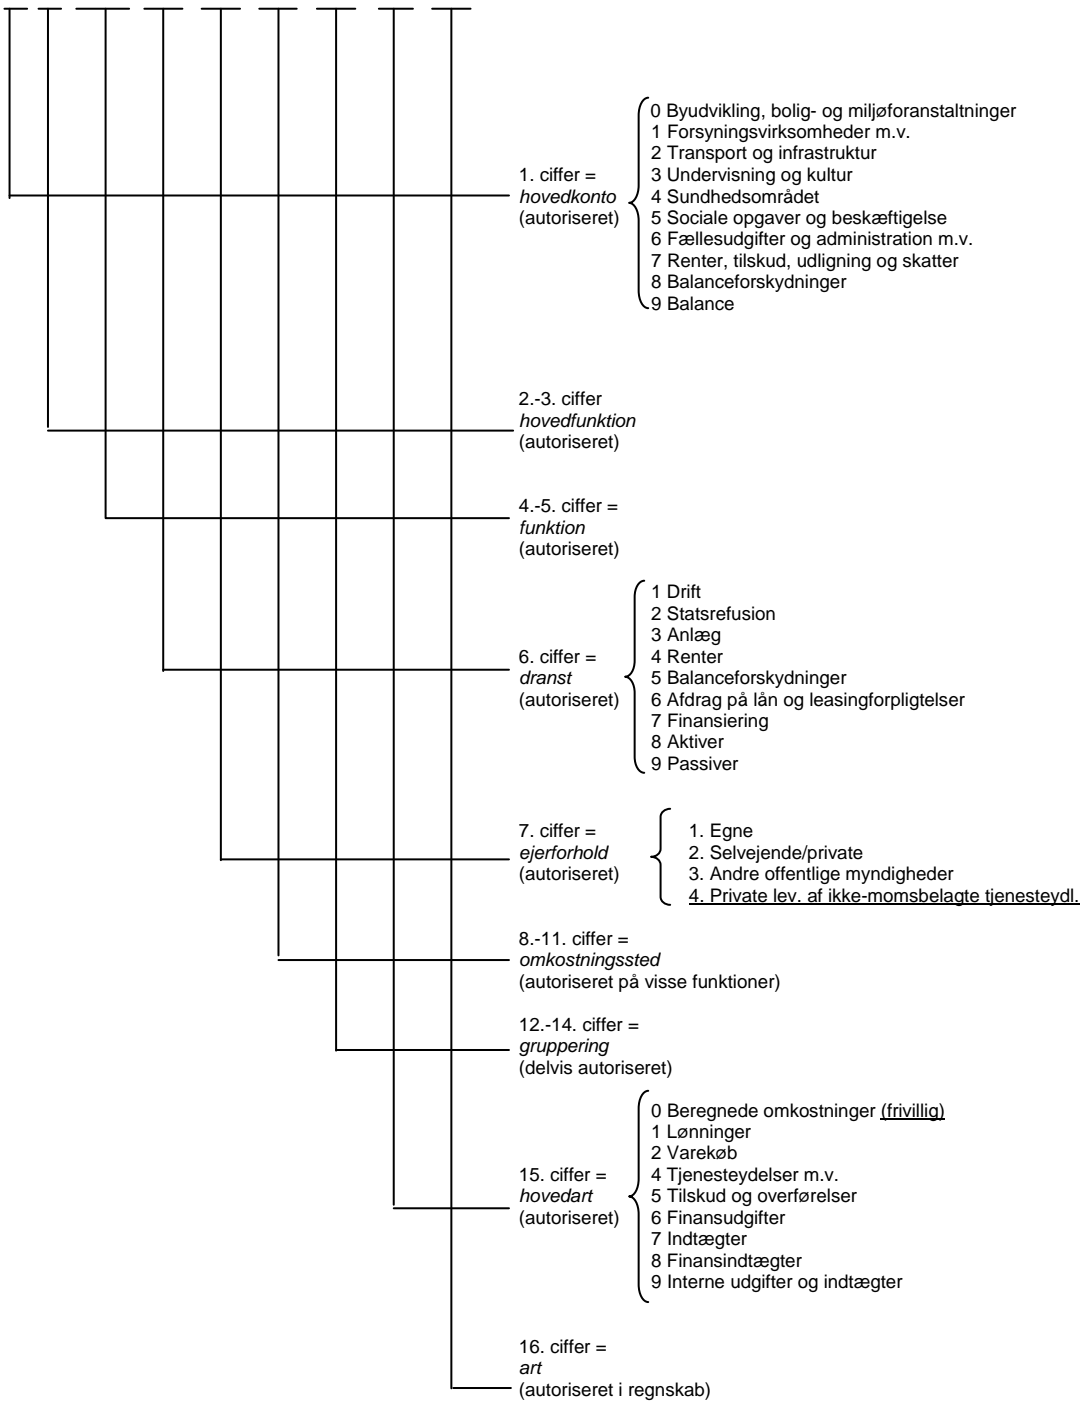 1. ciffer =
hovedkonto
(autoriseret)
0 Byudvikling, bolig- og miljøforanstaltninger
1 Forsyningsvirksomheder m.v.
2 Transport og infrastruktur
3 Undervisning og kultur
4 Sundhedsområdet
5 Sociale opgaver og beskæftigelse
6 Fællesudgifter og administration m.v.
7 Renter, tilskud, udligning og skatter
8 Balanceforskydninger
9 Balance
2.-3. ciffer
hovedfunktion
(autoriseret)
4.-5. ciffer =
funktion
(autoriseret)
6. ciffer =
dranst
(autoriseret)
1 Drift
2 Statsrefusion
3 Anlæg
4 Renter
5 Balanceforskydninger
6 Afdrag på lån og leasingforpligtelser
7 Finansiering
8 Aktiver
9 Passiver
7. ciffer =
ejerforhold
(autoriseret)
1. Egne
2. Selvejende/private
3. Andre offentlige myndigheder
4. Private lev. af ikke-momsbelagte tjenesteydl.
8.-11. ciffer =
omkostningssted
(autoriseret på visse funktioner)
12.-14. ciffer =
gruppering
(delvis autoriseret)
15. ciffer =
hovedart
(autoriseret)
0 Beregnede omkostninger (frivillig)
1 Lønninger
2 Varekøb
4 Tjenesteydelser m.v.
5 Tilskud og overførelser
6 Finansudgifter
7 Indtægter
8 Finansindtægter
9 Interne udgifter og indtægter
16. ciffer =
art
(autoriseret i regnskab)